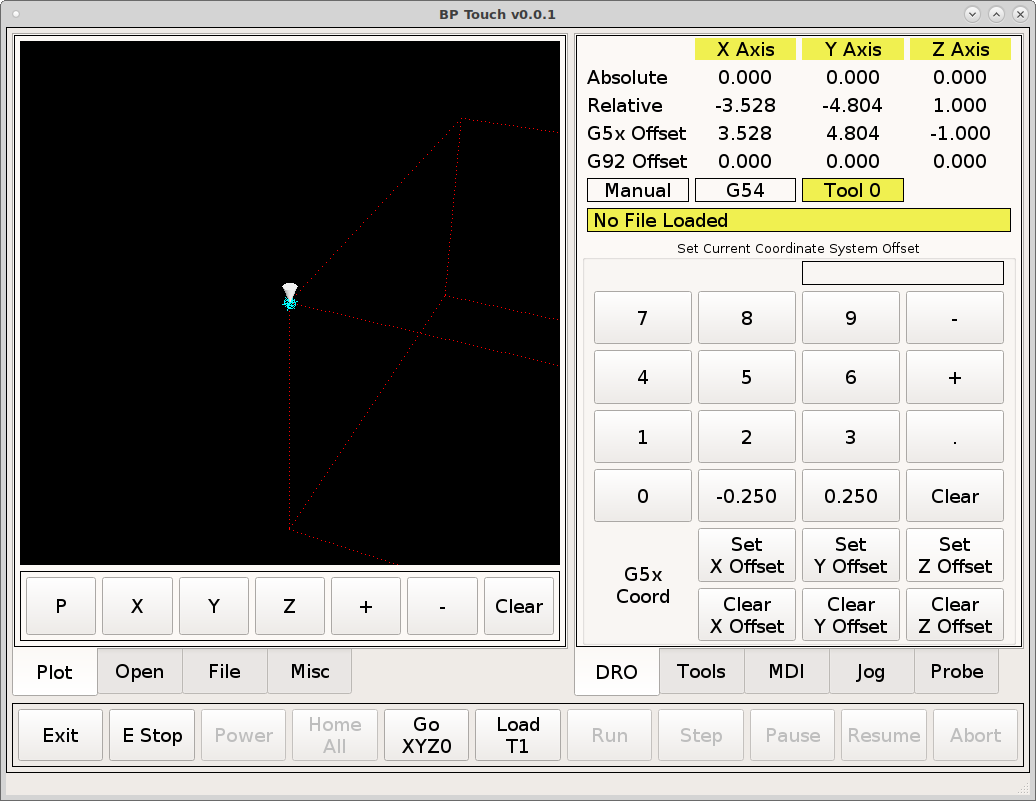 BP Touch v0.0.1
X Axis Y Axis Z Axis
Absolute 0.000 0.000 0.000
Relative -3.528 -4.804 1.000
G5x Offset 3.528 4.804 -1.000
G92 Offset 0.000 0.000 0.000
Manual G54 Tool 0
No File Loaded
Set Current Coordinate System Offset
7 8 9 -
4 5 6 +
1 2 3 .
0 -0.250 0.250 Clear
G5x
Coord
Set
X Offset
Set
Y Offset
Set
Z Offset
Clear
X Offset
Clear
Y Offset
Clear
Z Offset
P X Y Z + - Clear
Plot Open File Misc
DRO Tools MDI Jog Probe
Exit
E Stop
Power
Home
All
Go
XYZ0
Load
T1
Run
Step
Pause
Resume
Abort